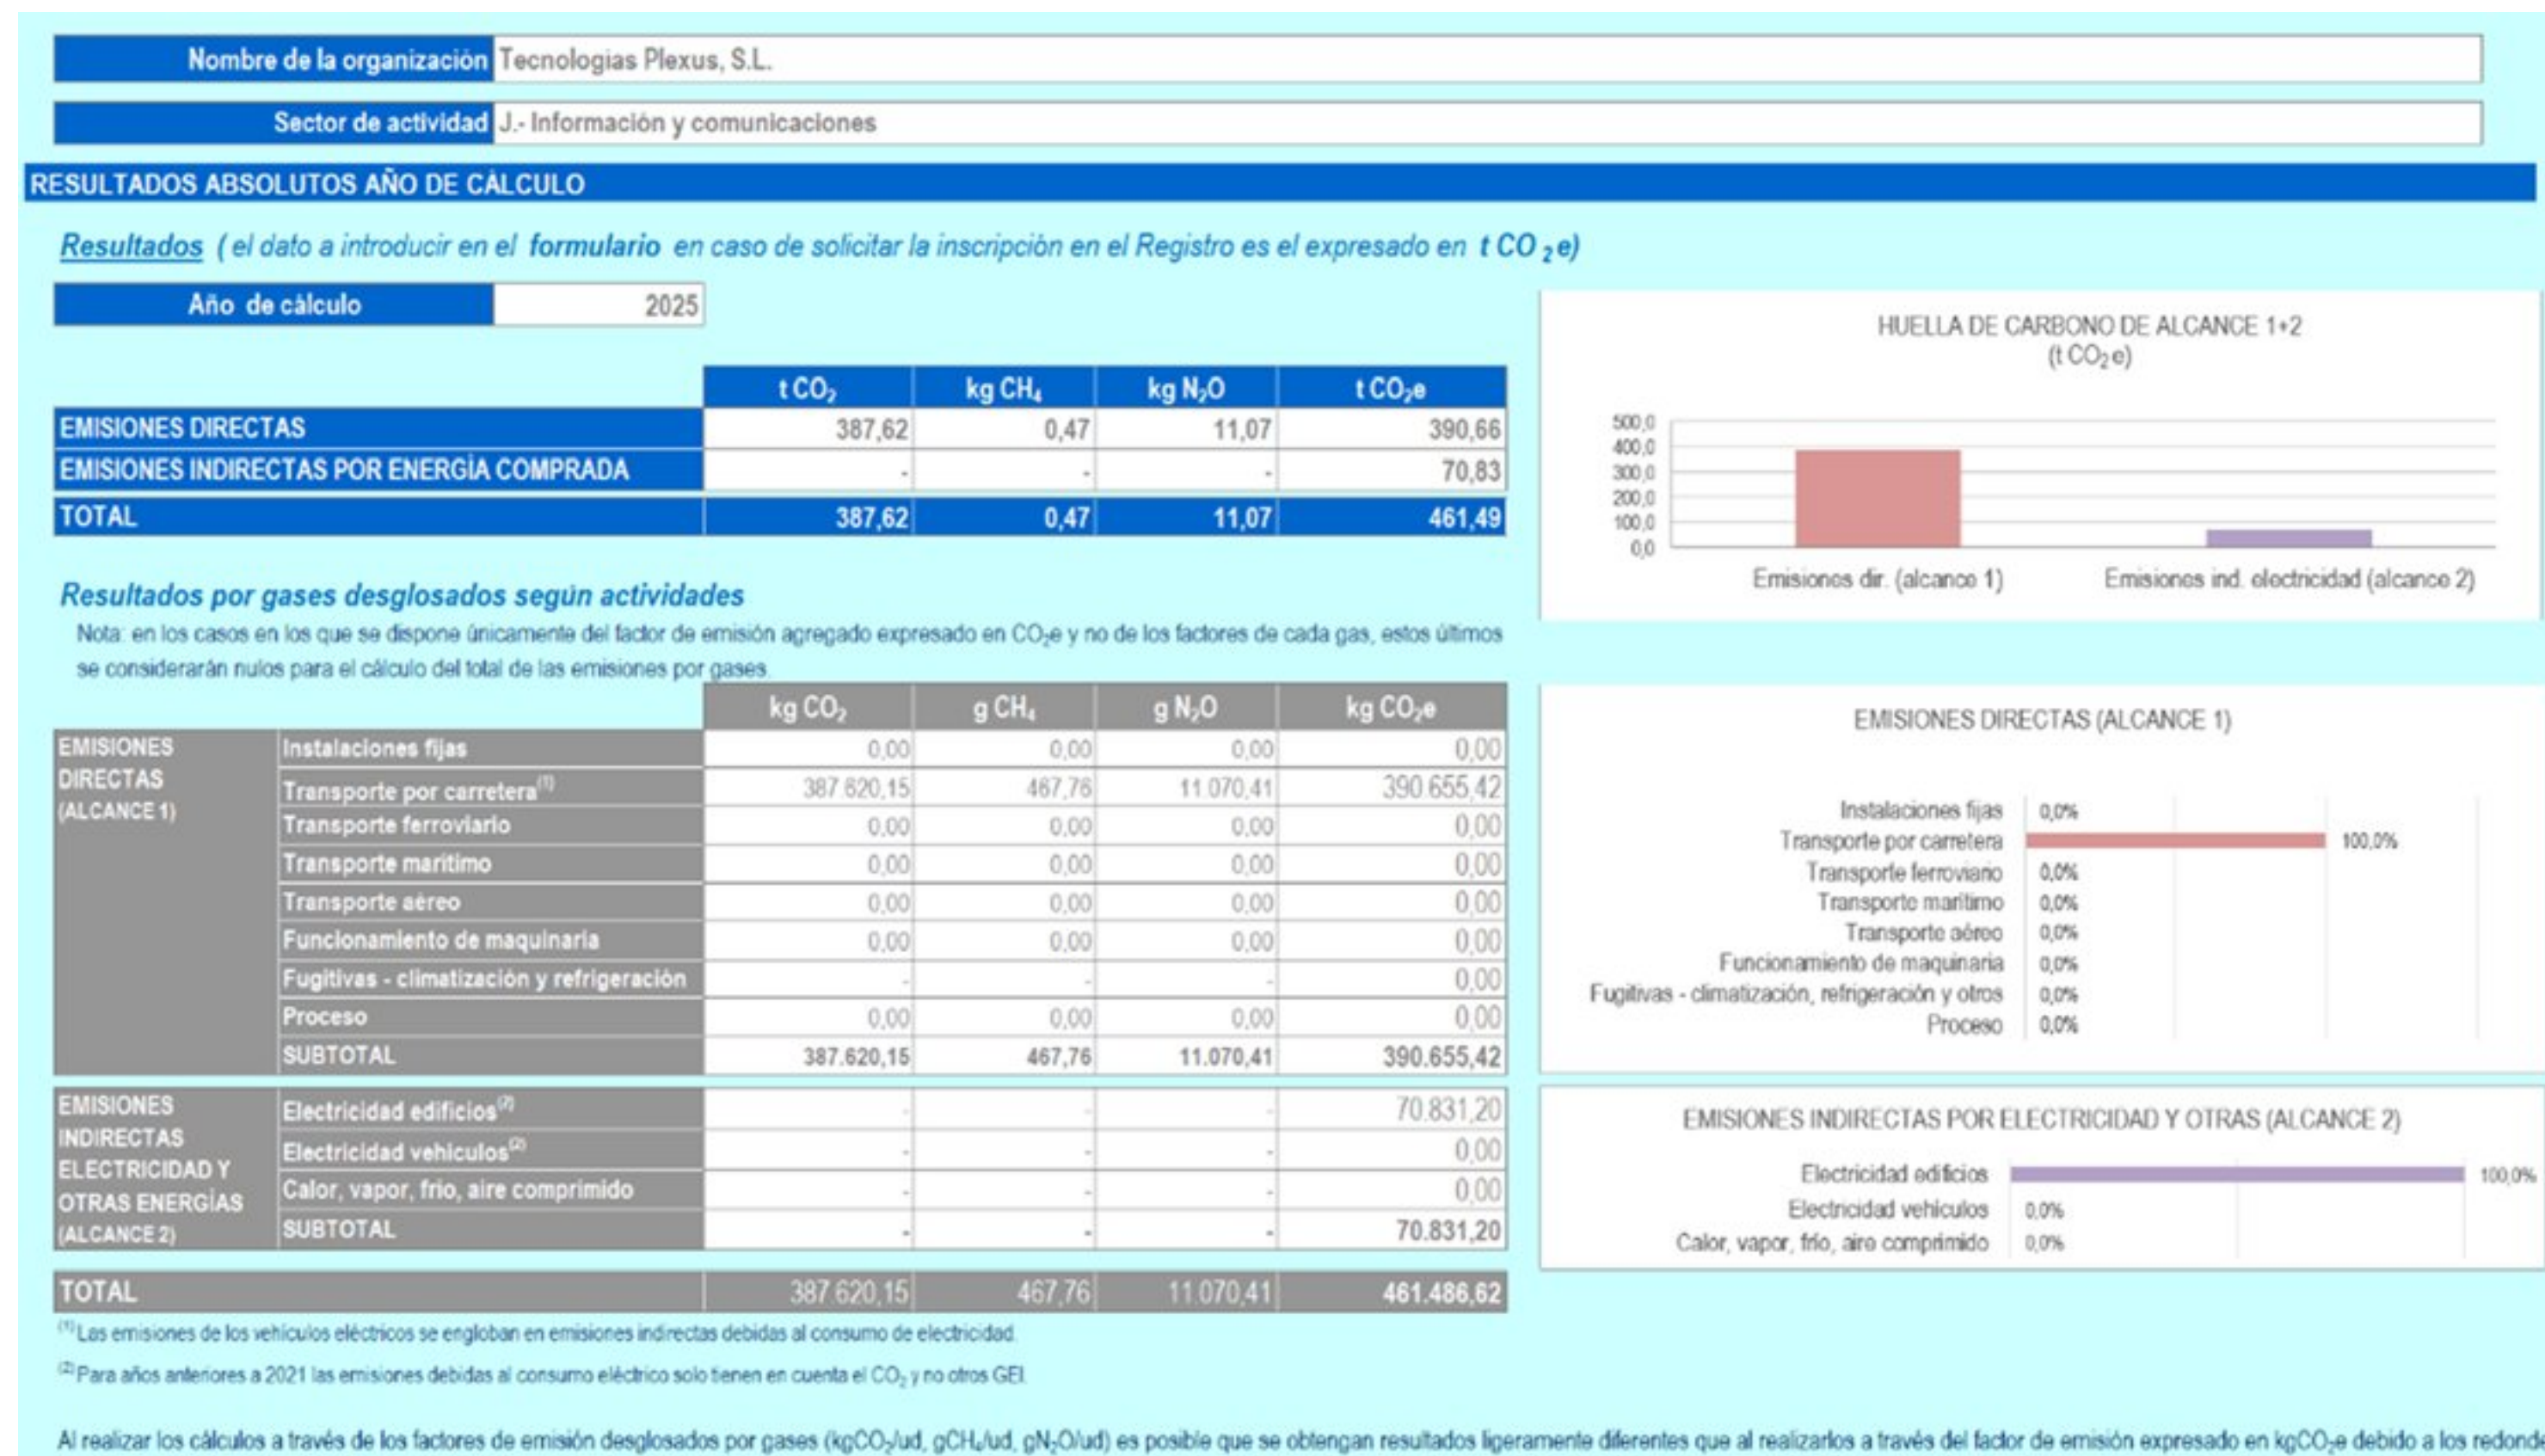 Nombre de la organización Tecnologías Plexus, S.L.
Sector de actividad J.- Información y comunicaciones
RESULTADOS ABSOLUTOS AÑO DE CÁLCULO
Resultados ( el dato a introducir en el formulario en caso de solicitar la inscripción en el Registro es el expresado en t CO₂e)
Año de cálculo 2025
t CO₂ kg CH₄ kg N₂O t CO₂e
EMISIONES DIRECTAS 387,62 0,47 11,07 390,66
EMISIONES INDIRECTAS POR ENERGÍA COMPRADA - - - 70,83
TOTAL 387,62 0,47 11,07 461,49
HUELLA DE CARBONO DE ALCANCE 1+2
(t CO₂e)
500,0
400,0
300,0
200,0
100,0
0,0
Emisiones dir. (alcance 1) Emisiones ind. electricidad (alcance 2)
Resultados por gases desglosados según actividades
Nota: en los casos en los que se dispone únicamente del factor de emisión agregado expresado en CO₂e y no de los factores de cada gas, estos últimos
se considerarán nulos para el cálculo del total de las emisiones por gases.
kg CO₂ g CH₄ g N₂O kg CO₂e
EMISIONES DIRECTAS (ALCANCE 1)
Instalaciones fijas 0,00 0,00 0,00 0,00
Transporte por carretera⁽¹⁾ 387.620,15 467,76 11.070,41 390.655,42
Transporte ferroviario 0,00 0,00 0,00 0,00
Transporte marítimo 0,00 0,00 0,00 0,00
Transporte aéreo 0,00 0,00 0,00 0,00
Funcionamiento de maquinaria 0,00 0,00 0,00 0,00
Fugitivas - climatización y refrigeración - - - 0,00
Proceso 0,00 0,00 0,00 0,00
SUBTOTAL 387.620,15 467,76 11.070,41 390.655,42
EMISIONES DIRECTAS (ALCANCE 1)
Instalaciones fijas 0,0%
Transporte por carretera 100,0%
Transporte ferroviario 0,0%
Transporte marítimo 0,0%
Transporte aéreo 0,0%
Funcionamiento de maquinaria 0,0%
Fugitivas - climatización, refrigeración y otros 0,0%
Proceso 0,0%
EMISIONES INDIRECTAS ELECTRICIDAD Y OTRAS ENERGÍAS (ALCANCE 2)
Electricidad edificios⁽²⁾ - - - 70.831,20
Electricidad vehículos⁽²⁾ - - - 0,00
Calor, vapor, frío, aire comprimido - - - 0,00
SUBTOTAL - - - 70.831,20
EMISIONES INDIRECTAS POR ELECTRICIDAD Y OTRAS (ALCANCE 2)
Electricidad edificios 100,0%
Electricidad vehículos 0,0%
Calor, vapor, frío, aire comprimido 0,0%
TOTAL 387.620,15 467,76 11.070,41 461.486,62
⁽¹⁾ Las emisiones de los vehículos eléctricos se engloban en emisiones indirectas debidas al consumo de electricidad.
⁽²⁾ Para años anteriores a 2021 las emisiones debidas al consumo eléctrico solo tienen en cuenta el CO₂ y no otros GEI.
Al realizar los cálculos a través de los factores de emisión desglosados por gases (kgCO₂/ud, gCH₄/ud, gN₂O/ud) es posible que se obtengan resultados ligeramente diferentes que al realizarlos a través del factor de emisión expresado en kgCO₂e debido a los